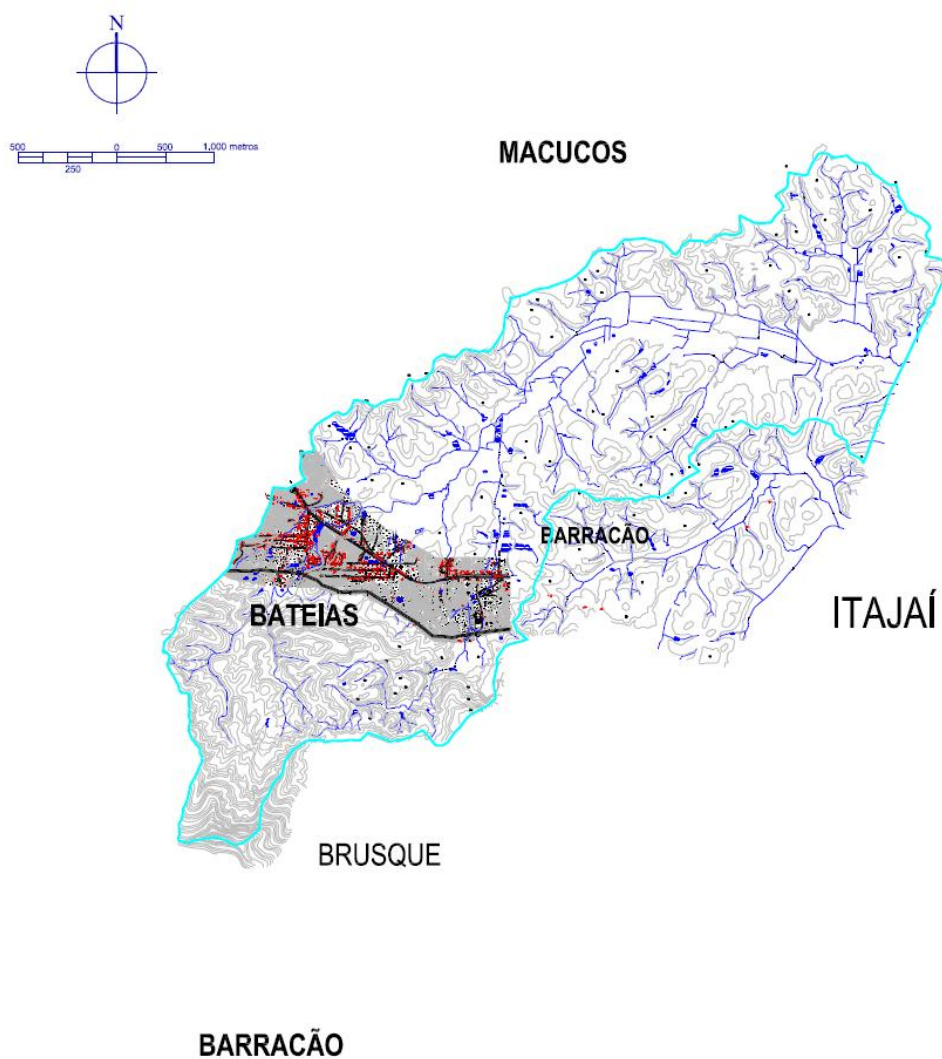 N
500 0 500 1,000 metros
250
MACUCOS
BARRACÃO
BATEIAS
ITAJAÍ
BRUSQUE
BARRACÃO